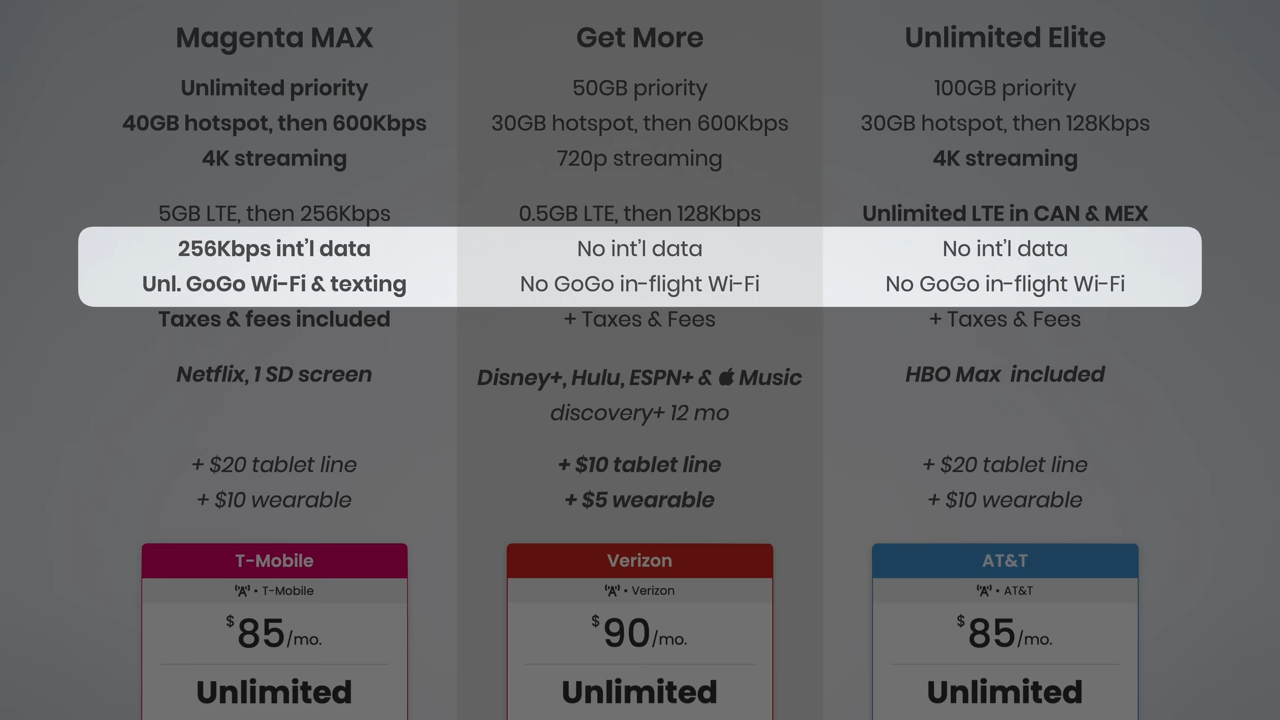 Magenta MAX
Unlimited priority
40GB hotspot, then 600Kbps
4K streaming
5GB LTE, then 256Kbps
256Kbps int’l data
Unl. GoGo Wi-Fi & texting
Taxes & fees included
Netflix, 1 SD screen
+ $20 tablet line
+ $10 wearable
T-Mobile
• T-Mobile
$85/mo.
Unlimited
Get More
50GB priority
30GB hotspot, then 600Kbps
720p streaming
0.5GB LTE, then 128Kbps
No int’l data
No GoGo in-flight Wi-Fi
+ Taxes & Fees
Disney+, Hulu, ESPN+ & Music
discovery+ 12 mo
+ $10 tablet line
+ $5 wearable
Verizon
• Verizon
$90/mo.
Unlimited
Unlimited Elite
100GB priority
30GB hotspot, then 128Kbps
4K streaming
Unlimited LTE in CAN & MEX
No int’l data
No GoGo in-flight Wi-Fi
+ Taxes & Fees
HBO Max included
+ $20 tablet line
+ $10 wearable
AT&T
• AT&T
$85/mo.
Unlimited